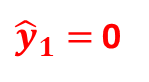 ŷ₁ = 0